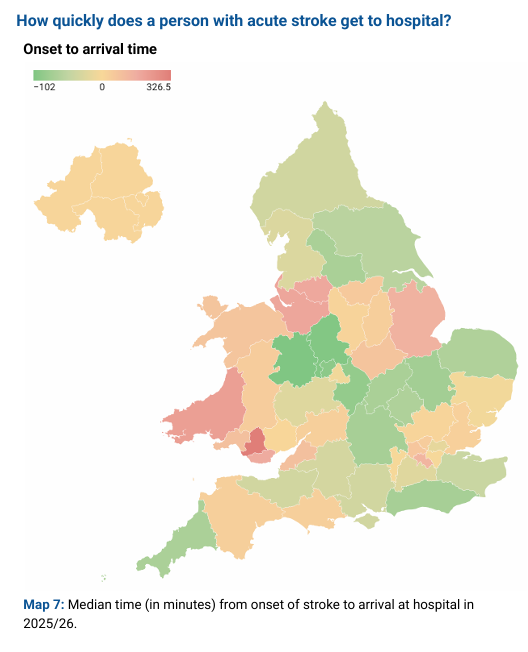 How quickly does a person with acute stroke get to hospital?
Onset to arrival time
−102 0 326.5
Map 7: Median time (in minutes) from onset of stroke to arrival at hospital in
2025/26.